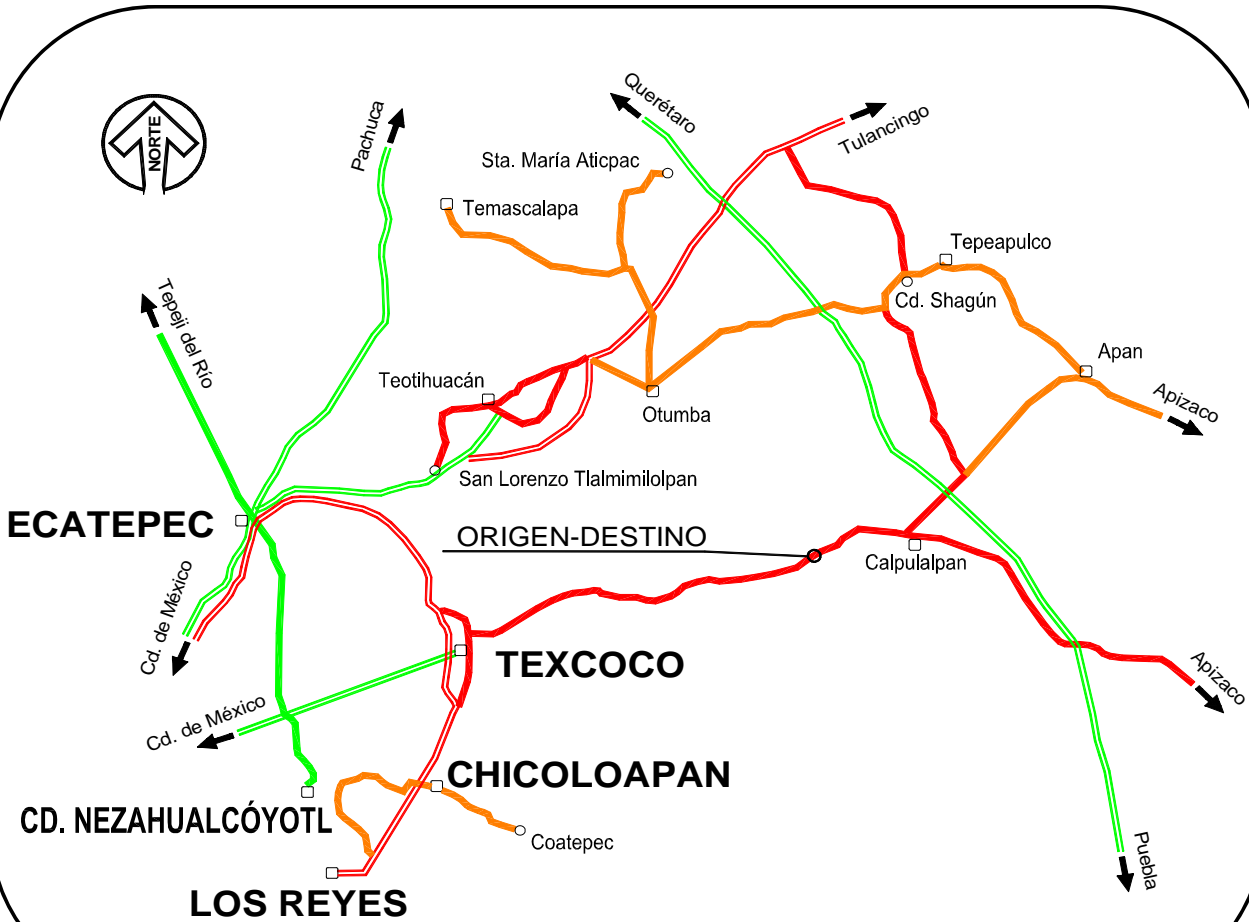 Querétaro
Tulancingo
NORTE
Pachuca
Sta. María Aticpac
Temascalapa
Tepeapulco
Tepeji del Río
Cd. Shagún
Teotihuacán
Apan
Apizaco
Otumba
San Lorenzo Tlalmimilolpan
ECATEPEC
ORIGEN-DESTINO
Calpulalpan
Cd. de México
TEXCOCO
Apizaco
Cd. de México
CHICOLOAPAN
CD. NEZAHUALCÓYOTL
Coatepec
Puebla
LOS REYES